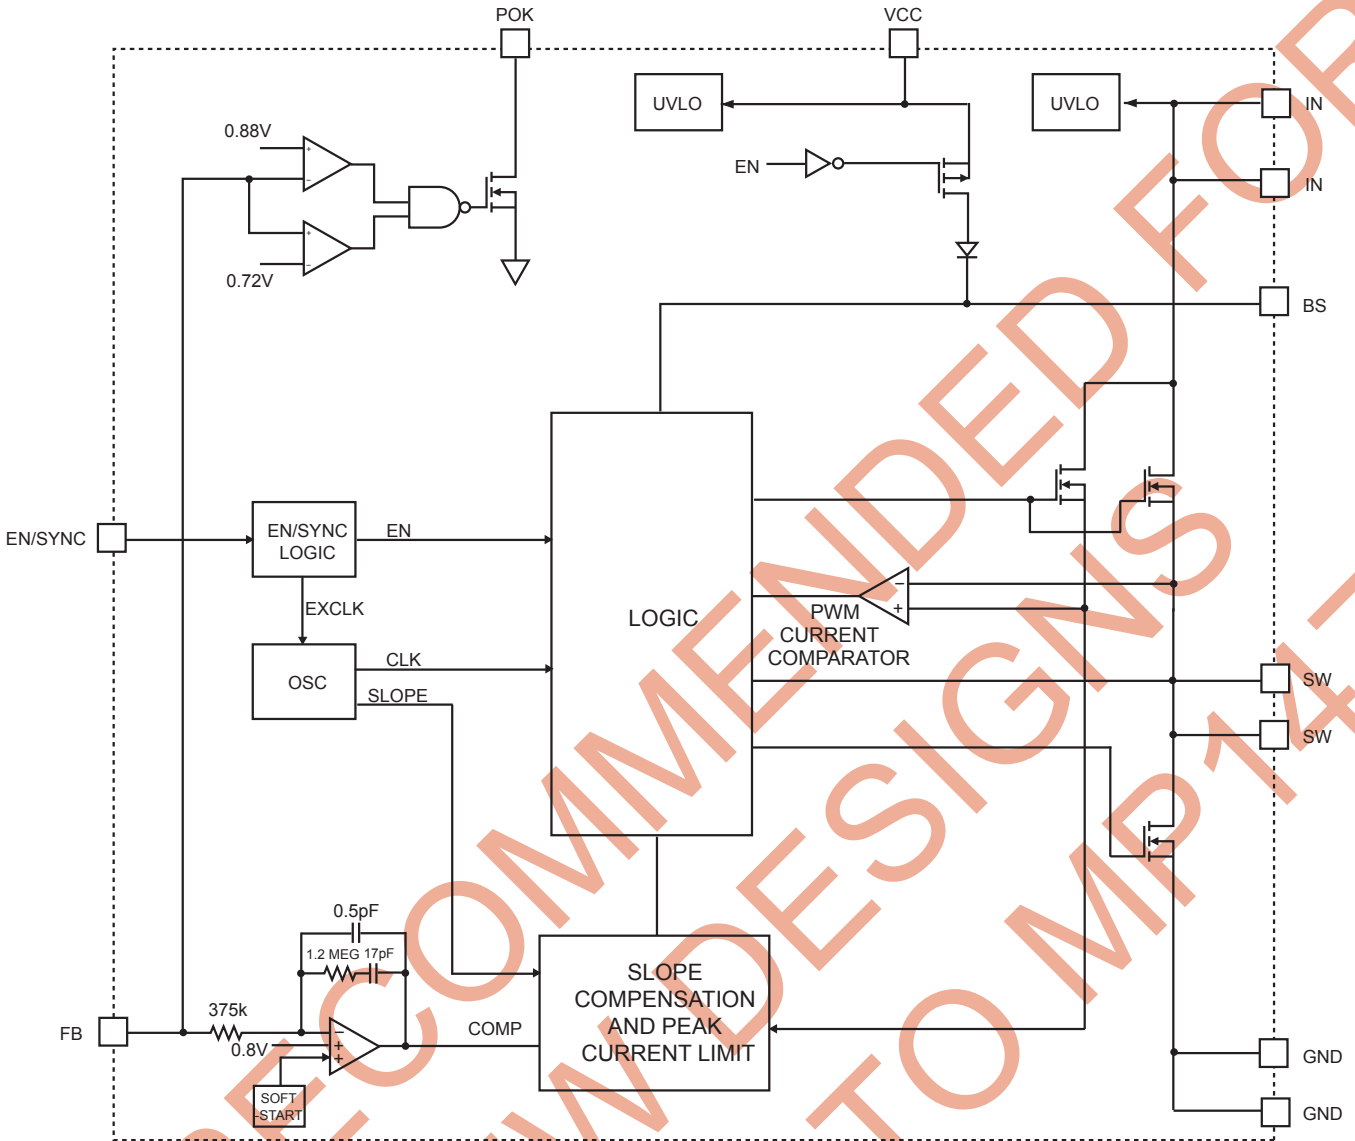 POK
VCC
UVLO
UVLO
IN
0.88V
+
−
EN
IN
+
−
0.72V
BS
EN/SYNC
EN/SYNC
LOGIC
EN
EXCLK
OSC
CLK
SLOPE
LOGIC
−
+
PWM
CURRENT
COMPARATOR
SW
SW
0.5pF
1.2 MEG 17pF
375k
FB
0.8V
−
+
+
SOFT
-START
COMP
SLOPE
COMPENSATION
AND PEAK
CURRENT LIMIT
GND
GND
RECOMMENDED FOR
W DESIGNS
TO MP14